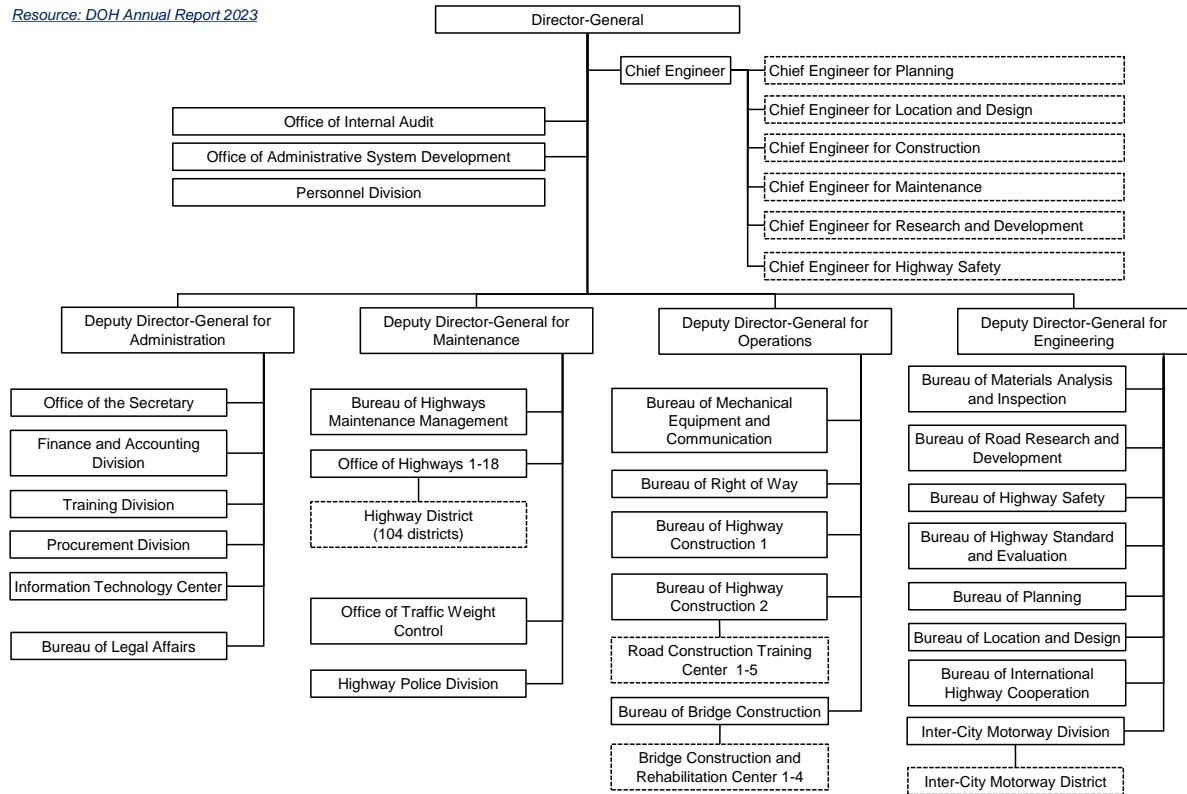 Resource: DOH Annual Report 2023
Director-General
Chief Engineer
Chief Engineer for Planning
Chief Engineer for Location and Design
Chief Engineer for Construction
Chief Engineer for Maintenance
Chief Engineer for Research and Development
Chief Engineer for Highway Safety
Office of Internal Audit
Office of Administrative System Development
Personnel Division
Deputy Director-General for
Administration
Office of the Secretary
Finance and Accounting
Division
Training Division
Procurement Division
Information Technology Center
Bureau of Legal Affairs
Deputy Director-General for
Maintenance
Bureau of Highways
Maintenance Management
Office of Highways 1-18
Highway District
(104 districts)
Office of Traffic Weight
Control
Highway Police Division
Deputy Director-General for
Operations
Bureau of Mechanical
Equipment and
Communication
Bureau of Right of Way
Bureau of Highway
Construction 1
Bureau of Highway
Construction 2
Road Construction Training
Center 1-5
Bureau of Bridge Construction
Bridge Construction and
Rehabilitation Center 1-4
Deputy Director-General for
Engineering
Bureau of Materials Analysis
and Inspection
Bureau of Road Research and
Development
Bureau of Highway Safety
Bureau of Highway Standard
and Evaluation
Bureau of Planning
Bureau of Location and Design
Bureau of International
Highway Cooperation
Inter-City Motorway Division
Inter-City Motorway District